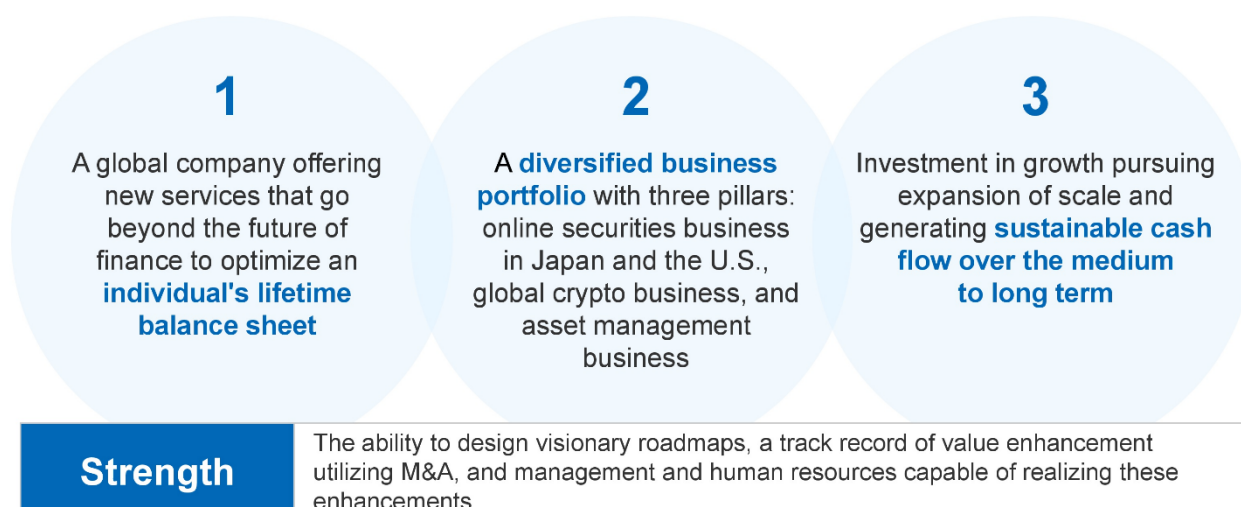 1
A global company offering
new services that go
beyond the future of
finance to optimize an
individual's lifetime
balance sheet
2
A diversified business
portfolio with three pillars:
online securities business
in Japan and the U.S.,
global crypto business, and
asset management
business
3
Investment in growth pursuing
expansion of scale and
generating sustainable cash
flow over the medium
to long term
Strength
The ability to design visionary roadmaps, a track record of value enhancement
utilizing M&A, and management and human resources capable of realizing these
enhancements